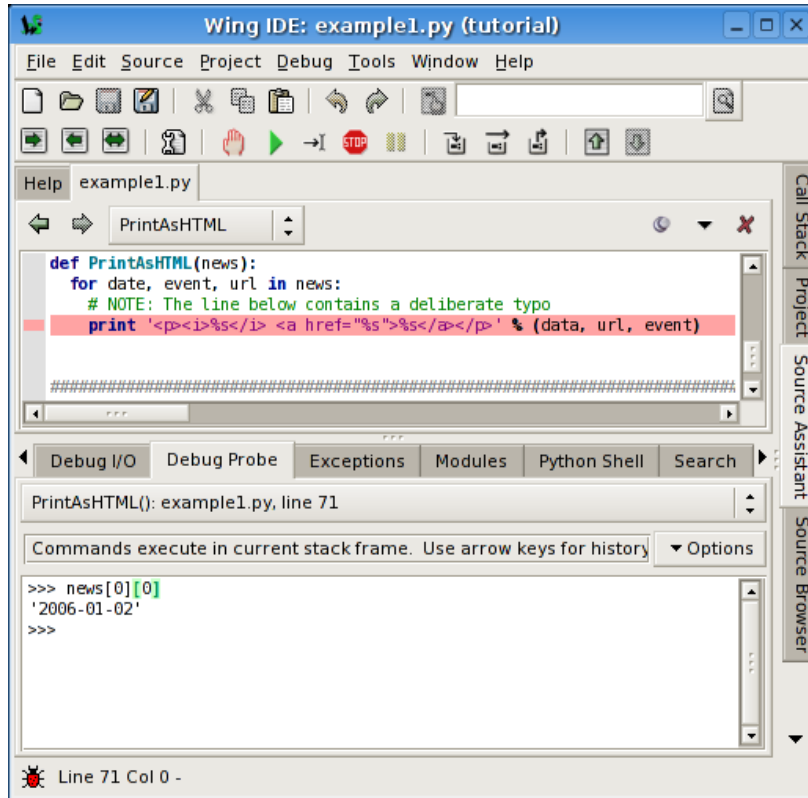 Wing IDE: example1.py (tutorial)
File Edit Source Project Debug Tools Window Help
STOP
Help example1.py
PrintAsHTML
def PrintAsHTML(news):
for date, event, url in news:
# NOTE: The line below contains a deliberate typo
print '<p><i>%s</i> <a href="%s">%s</a></p>' % (data, url, event)
########################################################################
Debug I/O Debug Probe Exceptions Modules Python Shell Search
PrintAsHTML(): example1.py, line 71
Commands execute in current stack frame. Use arrow keys for history
Options
>>> news[0][0]
'2006-01-02'
>>>
Line 71 Col 0 -
Call Stack
Project
Source Assistant
Source Browser